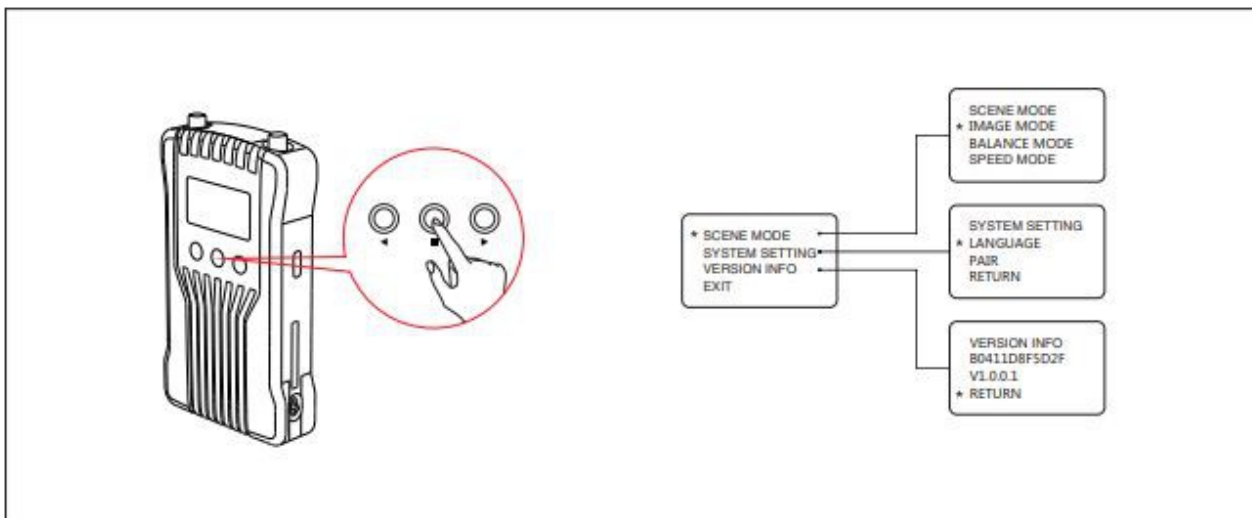 * SCENE MODE
SYSTEM SETTING
VERSION INFO
EXIT
SCENE MODE
* IMAGE MODE
BALANCE MODE
SPEED MODE
SYSTEM SETTING
* LANGUAGE
PAIR
RETURN
VERSION INFO
B0411D8F5D2F
V1.0.0.1
* RETURN